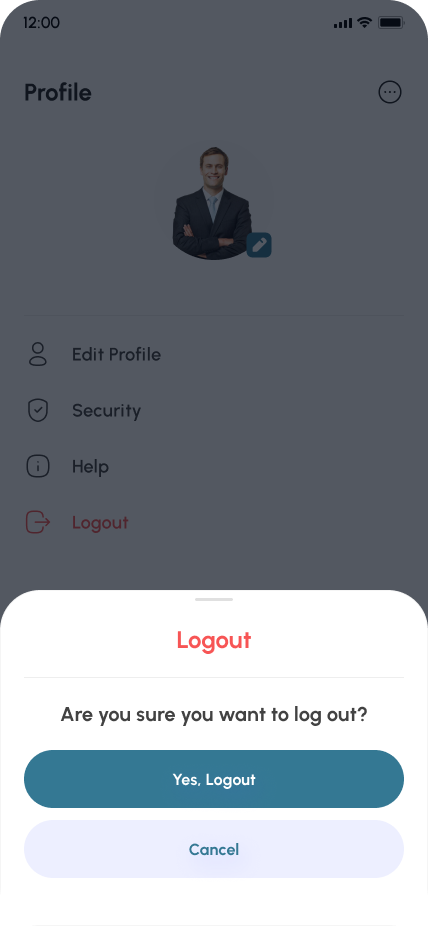 12:00
Profile
Edit Profile
Security
Help
Logout
Logout
Are you sure you want to log out?
Yes, Logout
Cancel